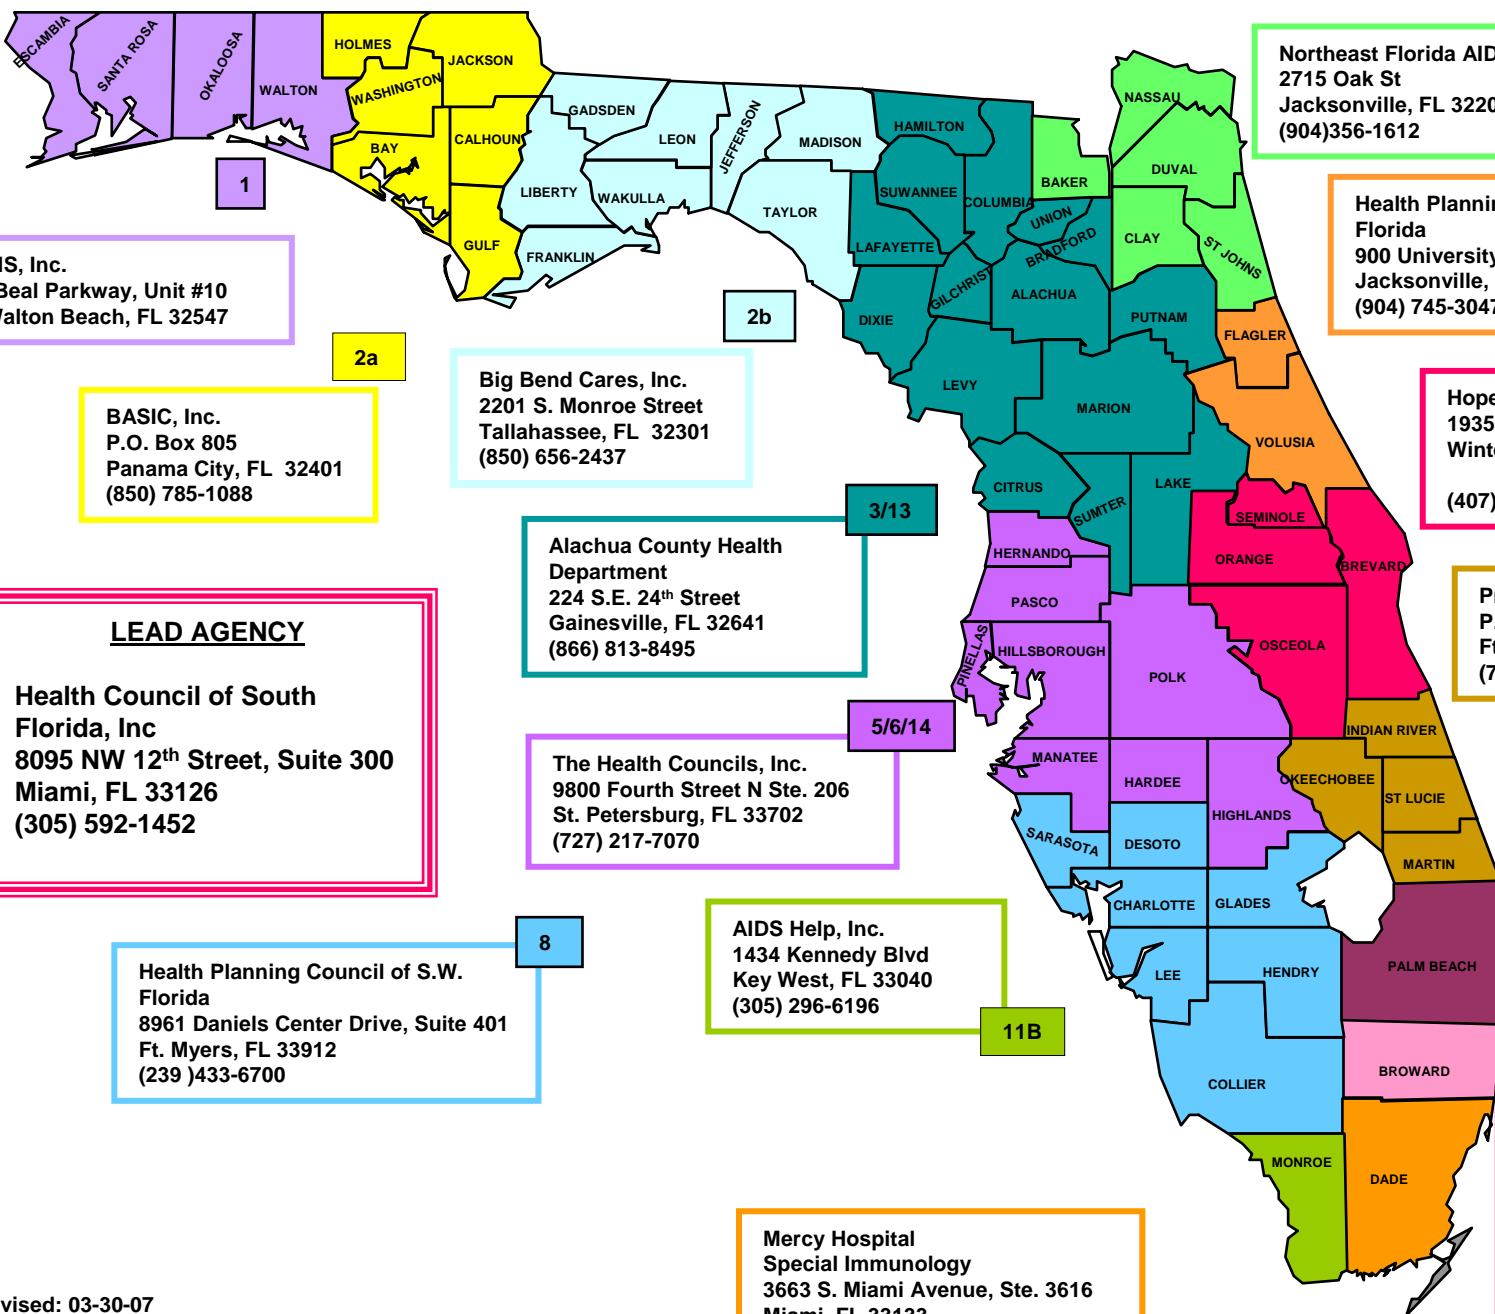 ESCAMBIA
SANTA ROSA
OKALOOSA
WALTON
HOLMES
WASHINGTON
JACKSON
BAY
CALHOUN
GULF
GADSDEN
LEON
JEFFERSON
MADISON
LIBERTY
WAKULLA
TAYLOR
FRANKLIN
HAMILTON
SUWANNEE
COLUMBIA
LAFAYETTE
DIXIE
GILCHRIST
ALACHUA
UNION
BRADFORD
BAKER
NASSAU
DUVAL
CLAY
ST JOHNS
PUTNAM
FLAGLER
LEVY
MARION
VOLUSIA
CITRUS
SUMTER
LAKE
SEMINOLE
ORANGE
BREVARD
HERNANDO
PASCO
PINELLAS
HILLSBOROUGH
POLK
OSCEOLA
INDIAN RIVER
MANATEE
HARDEE
HIGHLANDS
OKEECHOBEE
ST LUCIE
SARASOTA
DESOTO
MARTIN
CHARLOTTE
GLADES
LEE
HENDRY
PALM BEACH
COLLIER
BROWARD
MONROE
DADE
Northeast Florida AID
2715 Oak St
Jacksonville, FL 3220
(904)356-1612
Health Plannin
Florida
900 University
Jacksonville,
(904) 745-3047
Hope
1935
Wint
(407)
P
P.
Ft
(7
1
IS, Inc.
Beal Parkway, Unit #10
Walton Beach, FL 32547
2a
BASIC, Inc.
P.O. Box 805
Panama City, FL 32401
(850) 785-1088
2b
Big Bend Cares, Inc.
2201 S. Monroe Street
Tallahassee, FL 32301
(850) 656-2437
3/13
Alachua County Health
Department
224 S.E. 24th Street
Gainesville, FL 32641
(866) 813-8495
LEAD AGENCY
Health Council of South
Florida, Inc
8095 NW 12th Street, Suite 300
Miami, FL 33126
(305) 592-1452
5/6/14
The Health Councils, Inc.
9800 Fourth Street N Ste. 206
St. Petersburg, FL 33702
(727) 217-7070
8
Health Planning Council of S.W.
Florida
8961 Daniels Center Drive, Suite 401
Ft. Myers, FL 33912
(239 )433-6700
AIDS Help, Inc.
1434 Kennedy Blvd
Key West, FL 33040
(305) 296-6196
11B
Mercy Hospital
Special Immunology
3663 S. Miami Avenue, Ste. 3616
Miami, FL 33133
vised: 03-30-07